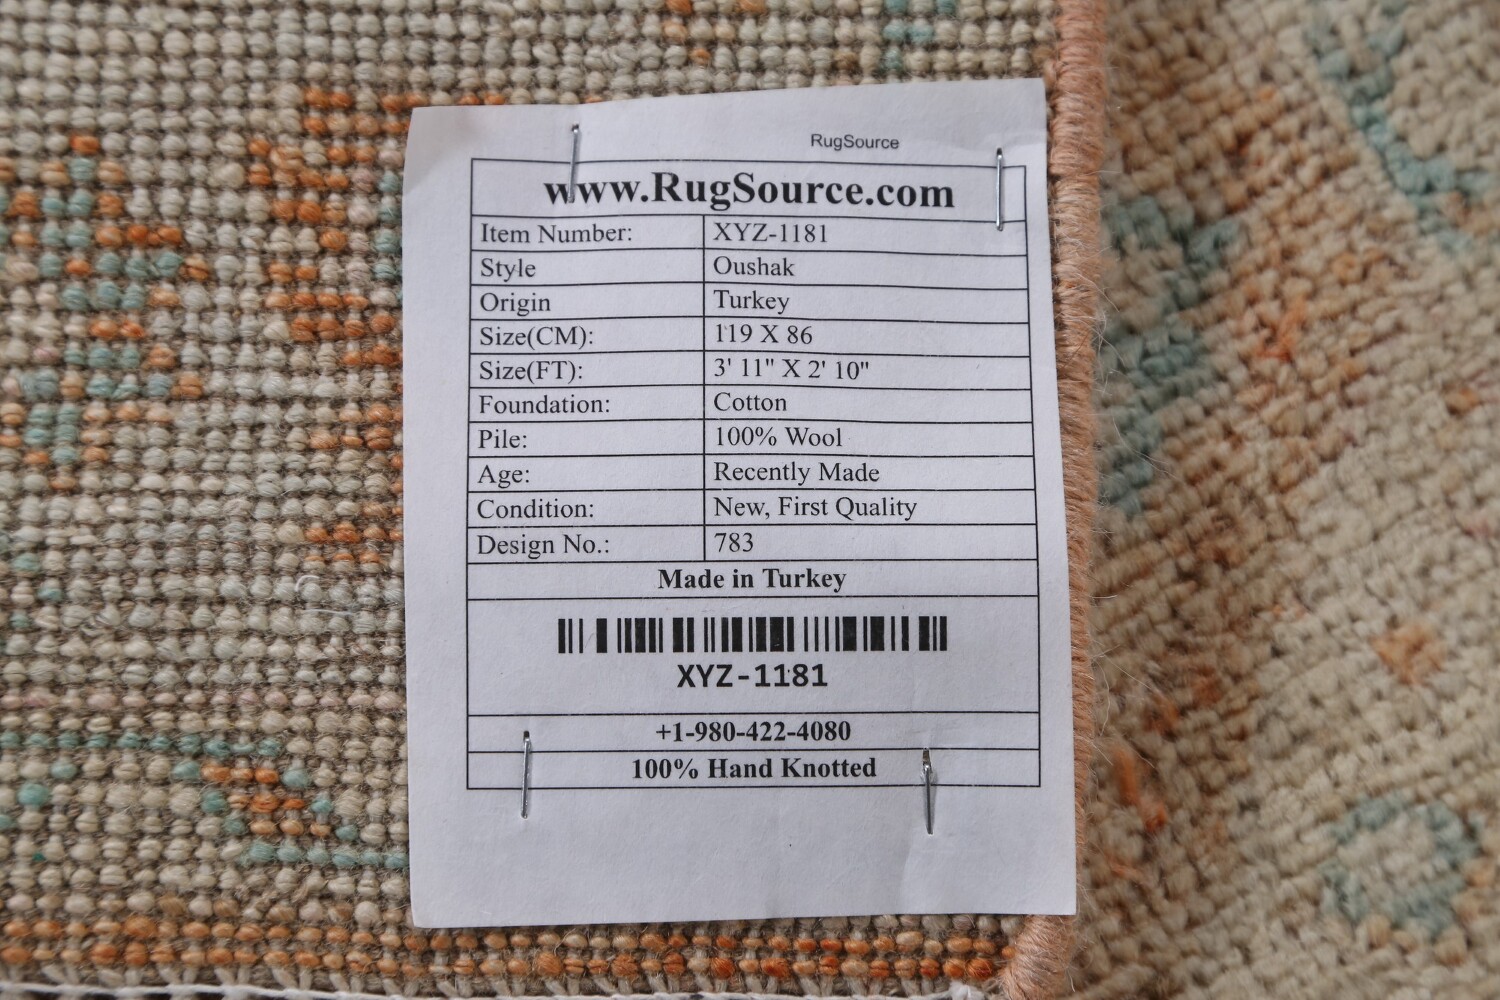 RugSource
www.RugSource.com
Item Number: XYZ-1181
Style Oushak
Origin Turkey
Size(CM): 119 X 86
Size(FT): 3' 11" X 2' 10"
Foundation: Cotton
Pile: 100% Wool
Age: Recently Made
Condition: New, First Quality
Design No.: 783
Made in Turkey
XYZ-1181
+1-980-422-4080
100% Hand Knotted